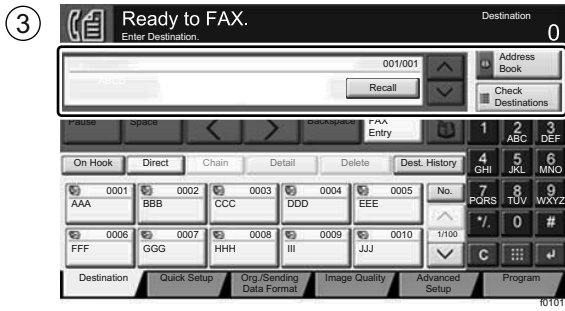 3
Ready to FAX.
Enter Destination.
Destination
0
001/001
Recall
Address
Book
Check
Destinations
Pause
Space
Backspace
FAX
Entry
1
2 ABC
3 DEF
On Hook
Direct
Chain
Detail
Delete
Dest. History
4 GHI
5 JKL
6 MNO
0001
AAA
0002
BBB
0003
CCC
0004
DDD
0005
EEE
No.
7 PQRS
8 TUV
9 WXYZ
0006
FFF
0007
GGG
0008
HHH
0009
III
0010
JJJ
1/100
*/.
0
#
C
Destination
Quick Setup
Org./Sending
Data Format
Image Quality
Advanced
Setup
Program
f0101